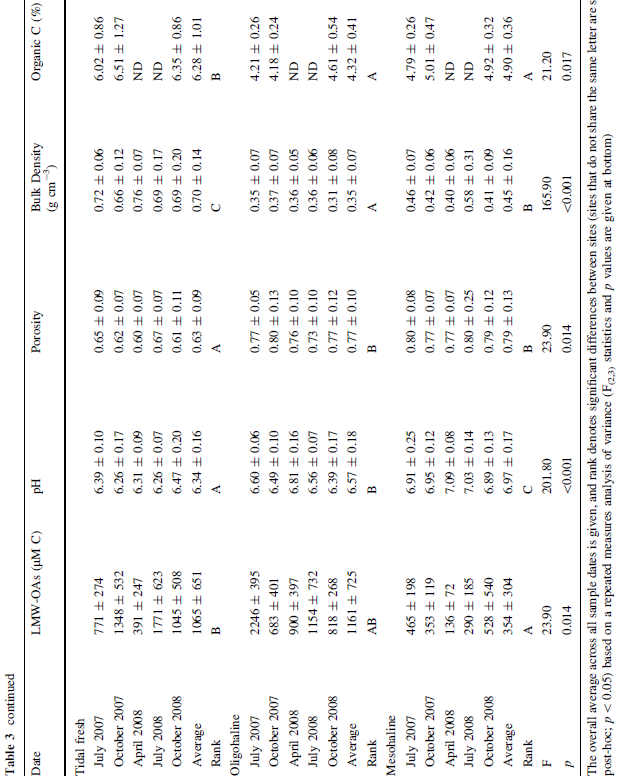 Table 3 continued
Date LMW-OAs (μM C) pH Porosity Bulk Density (g cm−3) Organic C (%)
Tidal fresh
July 2007 771 ± 274 6.39 ± 0.10 0.65 ± 0.09 0.72 ± 0.06 6.02 ± 0.86
October 2007 1348 ± 532 6.26 ± 0.17 0.62 ± 0.07 0.66 ± 0.12 6.51 ± 1.27
April 2008 391 ± 247 6.31 ± 0.09 0.60 ± 0.07 0.76 ± 0.07 ND
July 2008 1771 ± 623 6.26 ± 0.07 0.67 ± 0.07 0.69 ± 0.17 ND
October 2008 1045 ± 508 6.47 ± 0.20 0.61 ± 0.11 0.69 ± 0.20 6.35 ± 0.86
Average 1065 ± 651 6.34 ± 0.16 0.63 ± 0.09 0.70 ± 0.14 6.28 ± 1.01
Rank B A A C B
Oligohaline
July 2007 2246 ± 395 6.60 ± 0.06 0.77 ± 0.05 0.35 ± 0.07 4.21 ± 0.26
October 2007 683 ± 401 6.49 ± 0.10 0.80 ± 0.13 0.37 ± 0.07 4.18 ± 0.24
April 2008 900 ± 397 6.81 ± 0.16 0.76 ± 0.10 0.36 ± 0.05 ND
July 2008 1154 ± 732 6.56 ± 0.07 0.73 ± 0.10 0.36 ± 0.06 ND
October 2008 818 ± 268 6.39 ± 0.17 0.77 ± 0.12 0.31 ± 0.08 4.61 ± 0.54
Average 1161 ± 725 6.57 ± 0.18 0.77 ± 0.10 0.35 ± 0.07 4.32 ± 0.41
Rank AB B B A A
Mesohaline
July 2007 465 ± 198 6.91 ± 0.25 0.80 ± 0.08 0.46 ± 0.07 4.79 ± 0.26
October 2007 353 ± 119 6.95 ± 0.12 0.77 ± 0.07 0.42 ± 0.06 5.01 ± 0.47
April 2008 136 ± 72 7.09 ± 0.08 0.77 ± 0.07 0.40 ± 0.06 ND
July 2008 290 ± 185 7.03 ± 0.14 0.80 ± 0.25 0.58 ± 0.31 ND
October 2008 528 ± 540 6.89 ± 0.13 0.79 ± 0.12 0.41 ± 0.09 4.92 ± 0.32
Average 354 ± 304 6.97 ± 0.17 0.79 ± 0.13 0.45 ± 0.16 4.90 ± 0.36
Rank A C B B A
F 23.90 201.80 23.90 165.90 21.20
p 0.014 <0.001 0.014 <0.001 0.017
The overall average across all sample dates is given, and rank denotes significant differences between sites (sites that do not share the same letter are s
post-hoc; p < 0.05) based on a repeated measures analysis of variance (F(2,3) statistics and p values are given at bottom)